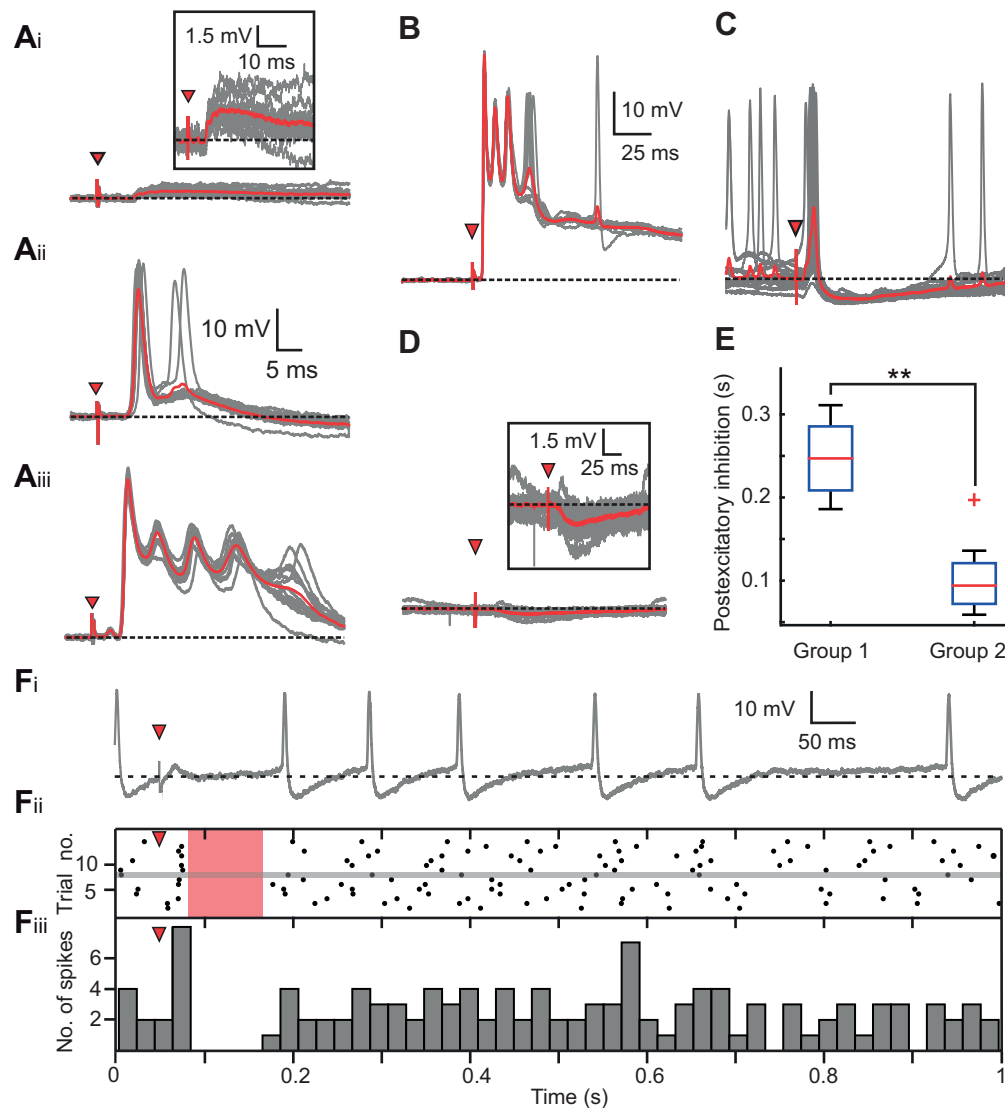 Ai
1.5 mV
10 ms
B
10 mV
25 ms
C
Aii
10 mV
5 ms
D
1.5 mV
25 ms
E
**
Postexcitatory inhibition (s)
0.3
0.2
0.1
Group 1
Group 2
Aiii
Fi
10 mV
50 ms
Fii
Trial no.
10
5
Fiii
No. of spikes
6
4
2
0
0.2
0.4
0.6
0.8
1
Time (s)